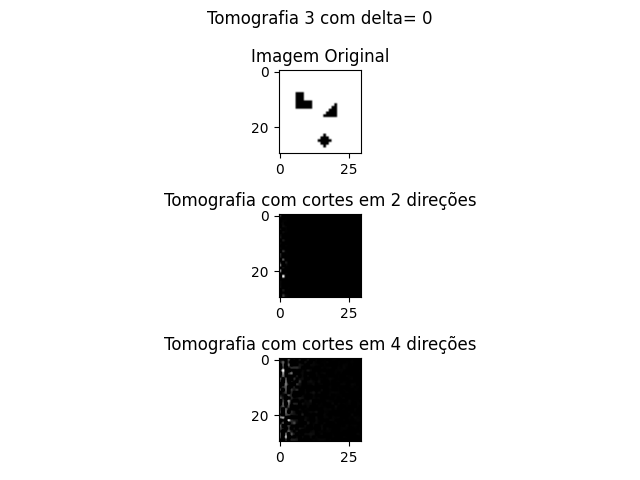 Tomografia 3 com delta= 0
Imagem Original
0
20
0 25
Tomografia com cortes em 2 direções
0
20
0 25
Tomografia com cortes em 4 direções
0
20
0 25